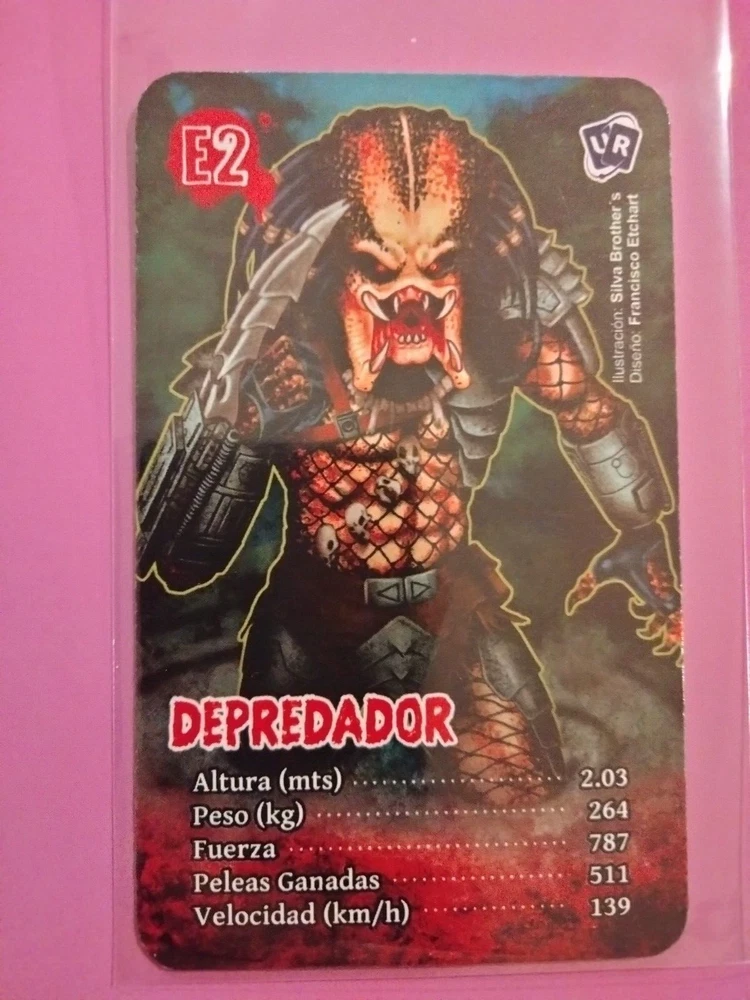 E2
UR
Ilustración: Silva Brother's
Diseño: Francisco Etchart
DEPREDADOR
Altura (mts) 2.03
Peso (kg) 264
Fuerza 787
Peleas Ganadas 511
Velocidad (km/h) 139